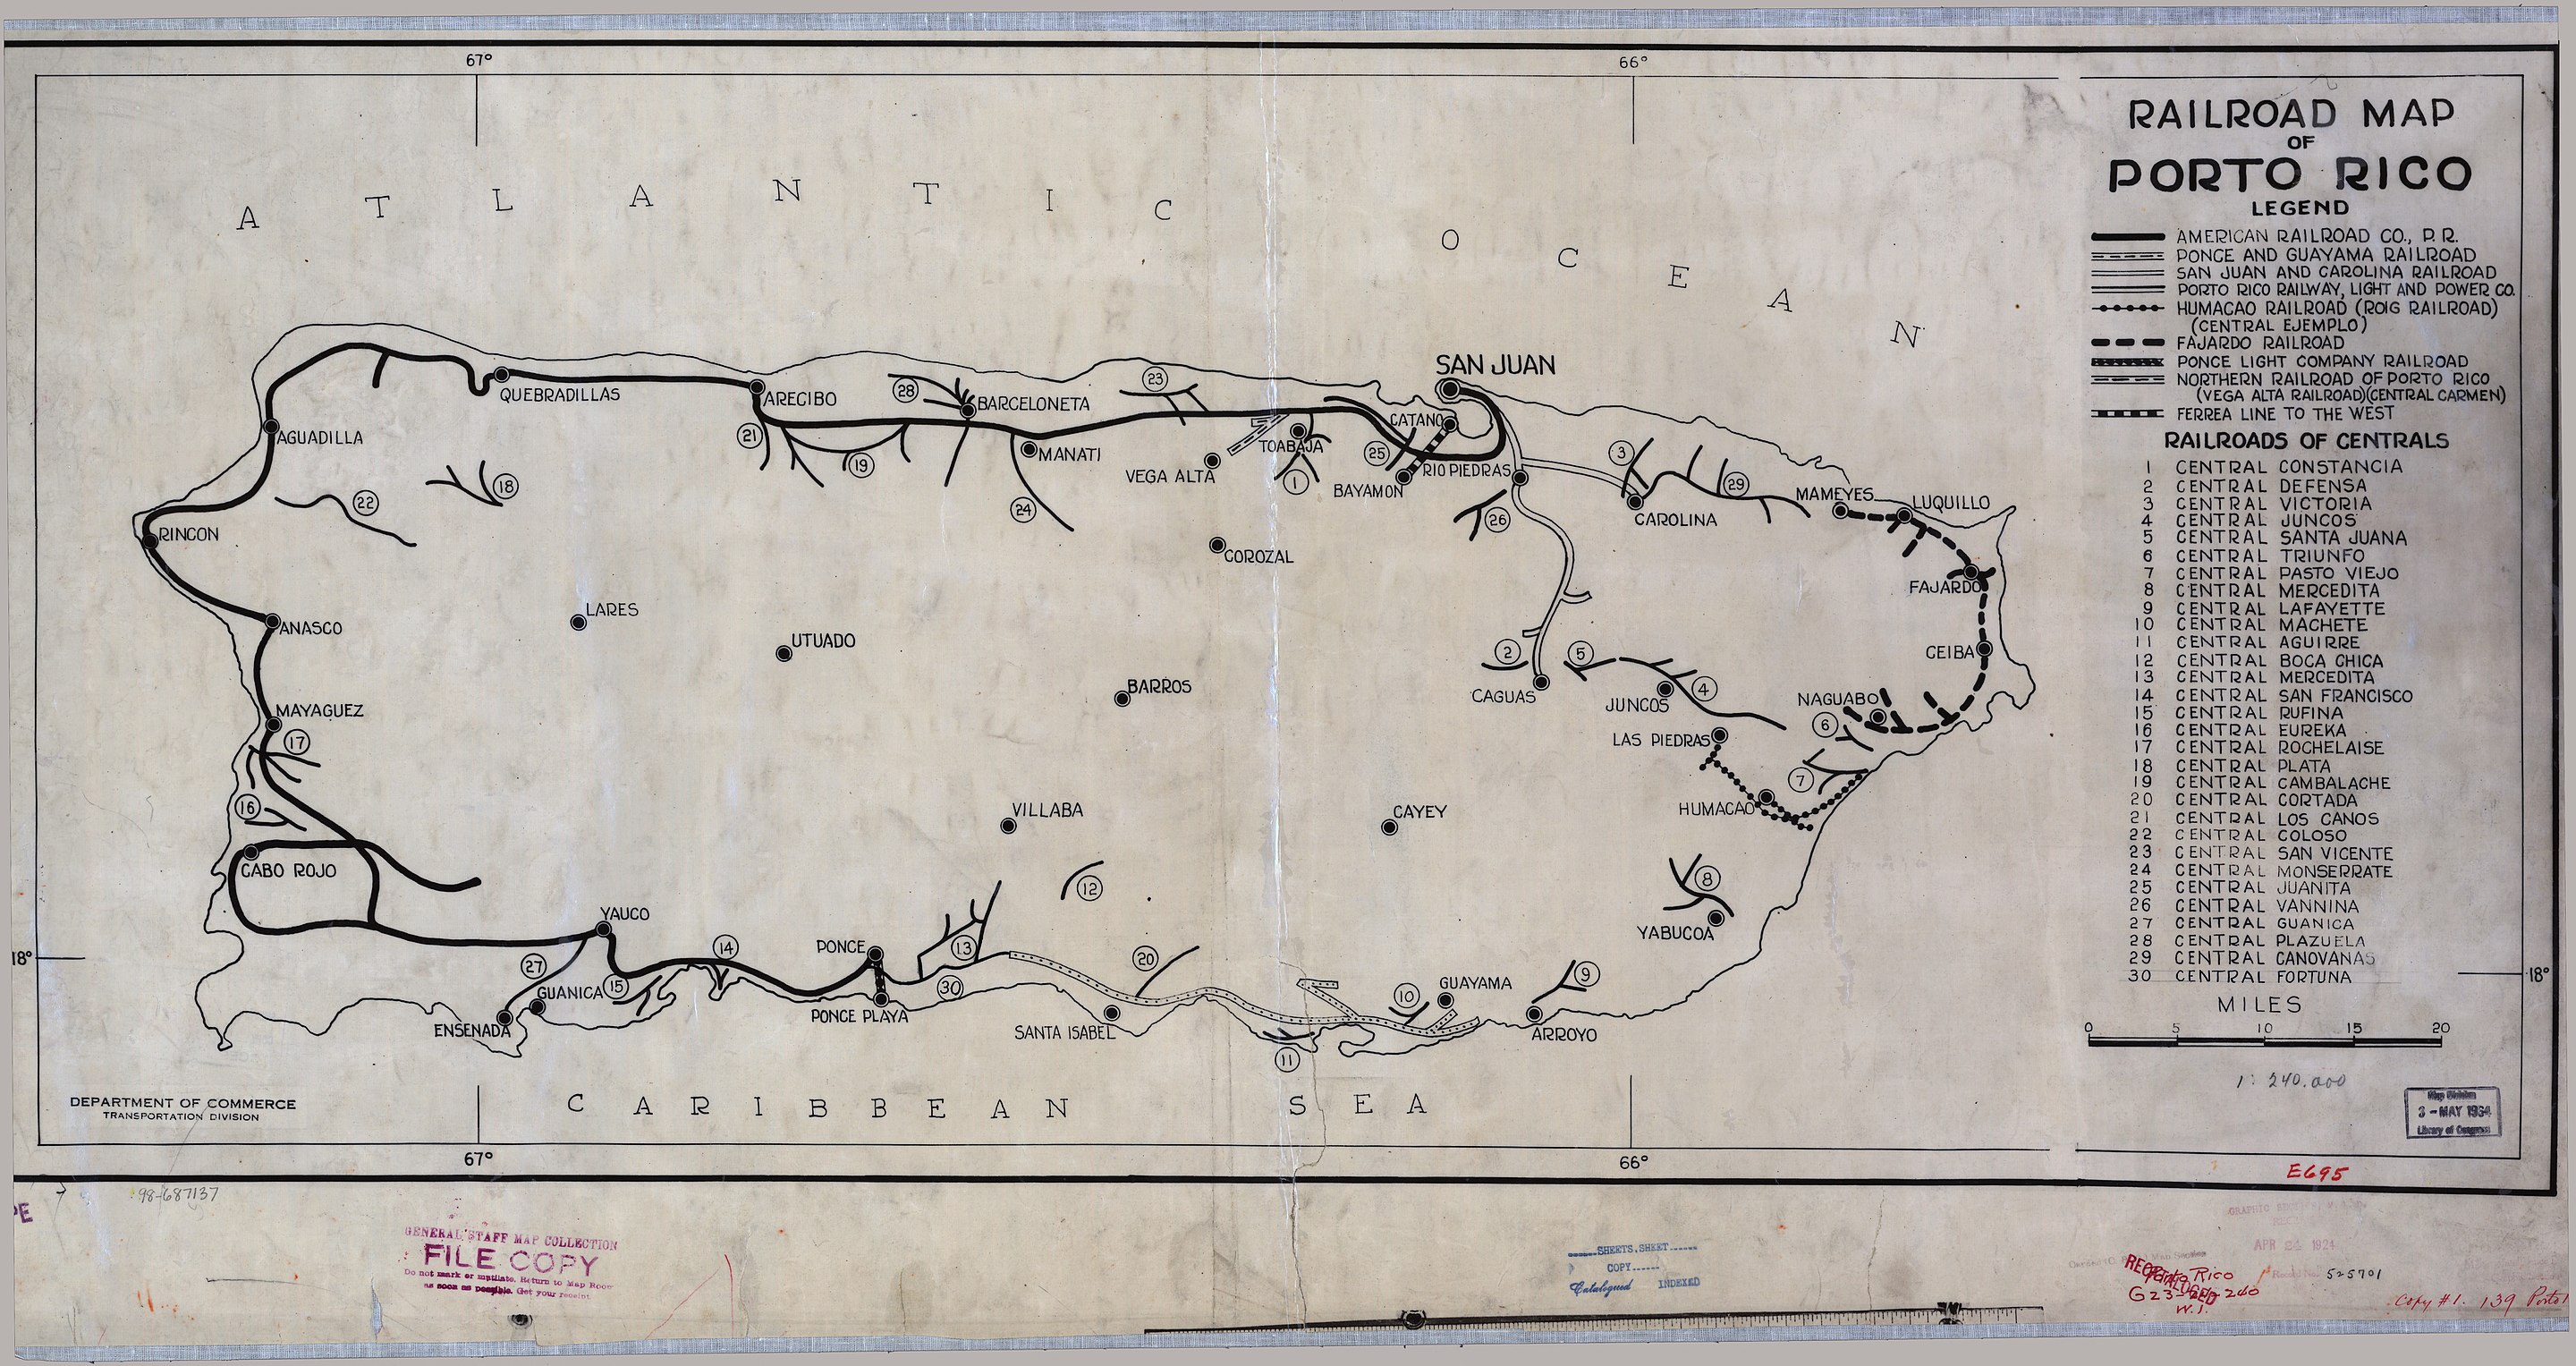 67°
66°
RAILROAD MAP
OF
PORTO RICO
LEGEND
AMERICAN RAILROAD CO., P. R.
PONCE AND GUAYAMA RAILROAD
SAN JUAN AND CAROLINA RAILROAD
PORTO RICO RAILWAY, LIGHT AND POWER CO.
HUMACAO RAILROAD (ROIG RAILROAD)
(CENTRAL EJEMPLO)
FAJARDO RAILROAD
PONCE LIGHT COMPANY RAILROAD
NORTHERN RAILROAD OF PORTO RICO
(VEGA ALTA RAILROAD)(CENTRAL CARMEN)
FERREA LINE TO THE WEST
RAILROADS OF CENTRALS
1 CENTRAL CONSTANCIA
2 CENTRAL DEFENSA
3 CENTRAL VICTORIA
4 CENTRAL JUNCOS
5 CENTRAL SANTA JUANA
6 CENTRAL TRIUNFO
7 CENTRAL PASTO VIEJO
8 CENTRAL MERCEDITA
9 CENTRAL LAFAYETTE
10 CENTRAL MACHETE
11 CENTRAL AGUIRRE
12 CENTRAL BOCA CHICA
13 CENTRAL MERCEDITA
14 CENTRAL SAN FRANCISCO
15 CENTRAL RUFINA
16 CENTRAL EUREKA
17 CENTRAL ROCHELAISE
18 CENTRAL PLATA
19 CENTRAL CAMBALACHE
20 CENTRAL CORTADA
21 CENTRAL LOS CANOS
22 CENTRAL COLOSO
23 CENTRAL SAN VICENTE
24 CENTRAL MONSERRATE
25 CENTRAL JUANITA
26 CENTRAL VANNINA
27 CENTRAL GUANICA
28 CENTRAL PLAZUELA
29 CENTRAL CANOVANAS
30 CENTRAL FORTUNA
MILES
0 5 10 15 20
1: 240.000
Map Division
3 - MAY 1934
Library of Congress
ATLANTIC OCEAN
SAN JUAN
QUEBRADILLAS
ARECIBO
28
BARCELONETA
23
CATANO
AGUADILLA
21
19
MANATI
VEGA ALTA
TOABAJA
25
RIO PIEDRAS
1
BAYAMON
3
29
MAMEYES
LUQUILLO
18
22
24
26
CAROLINA
RINCON
COROZAL
FAJARDO
LARES
ANASCO
UTUADO
2
5
CEIBA
BARROS
CAGUAS
JUNCOS
4
NAGUABO
6
MAYAGUEZ
17
LAS PIEDRAS
7
16
VILLABA
CAYEY
HUMACAO
CABO ROJO
12
8
YABUCOA
YAUCO
14
PONCE
13
20
18°
18°
27
GUANICA
15
30
10
GUAYAMA
9
ENSENADA
PONCE PLAYA
SANTA ISABEL
ARROYO
11
CARIBBEAN SEA
DEPARTMENT OF COMMERCE
TRANSPORTATION DIVISION
67°
66°
E695
98-687137
GENERAL STAFF MAP COLLECTION
FILE COPY
Do not mark or mutilate. Return to Map Room
as soon as possible. Get your receipt
SHEETS, SHEET
COPY
Catalogued INDEXED
APR 24 1924
525701
Porto Rico
W.I.
Copy #1. 139